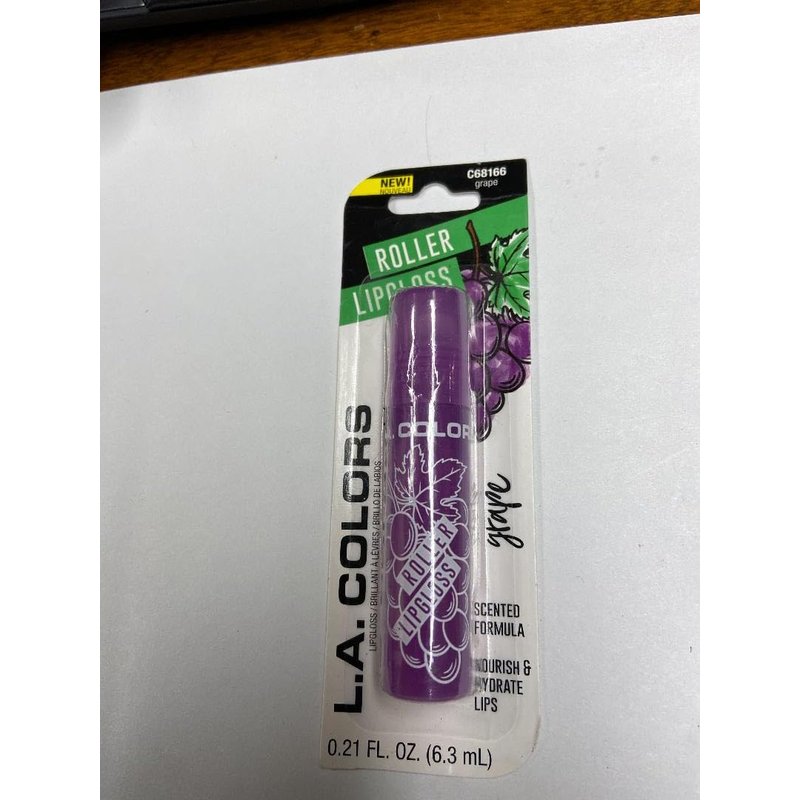 NEW!
NOUVEAU
C68166
grape
ROLLER
LIPGLOSS
L.A. COLORS
LIPGLOSS / BRILLANT À LÈVRES / BRILLO DE LABIOS
. COLOR
ROLLER
LIPGLOSS
grape
SCENTED
FORMULA
NOURISH &
HYDRATE
LIPS
0.21 FL. OZ. (6.3 mL)